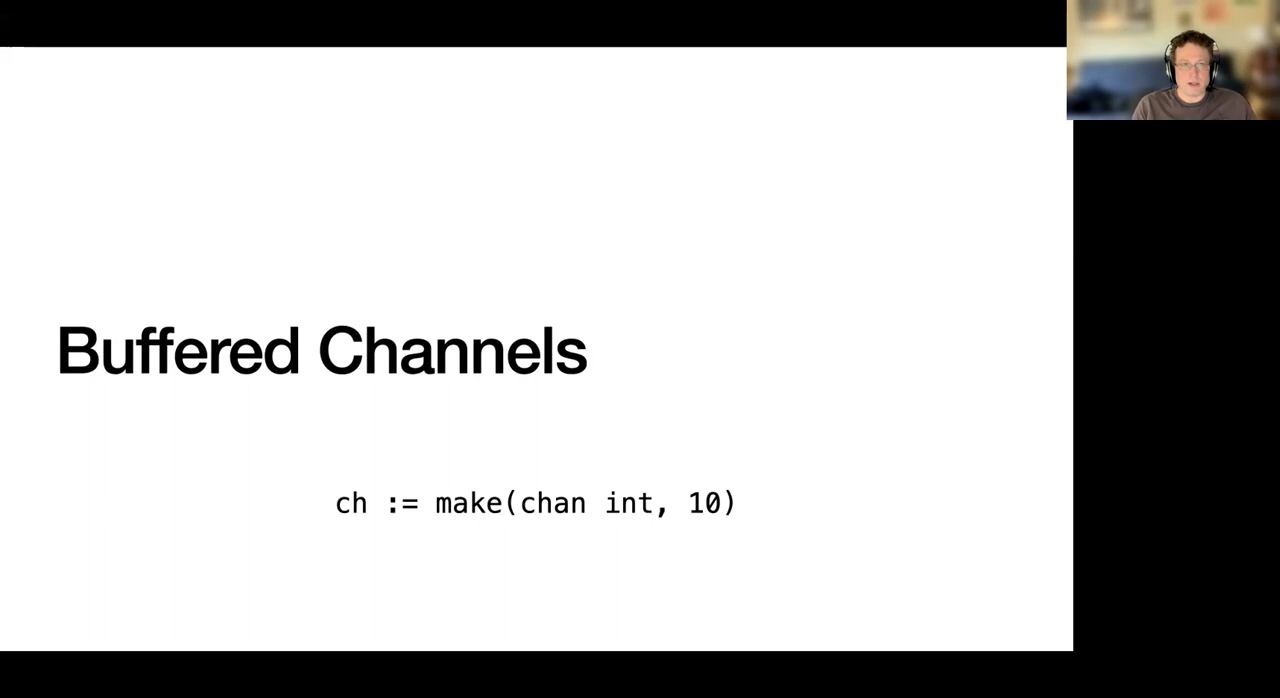 Buffered Channels
ch := make(chan int, 10)